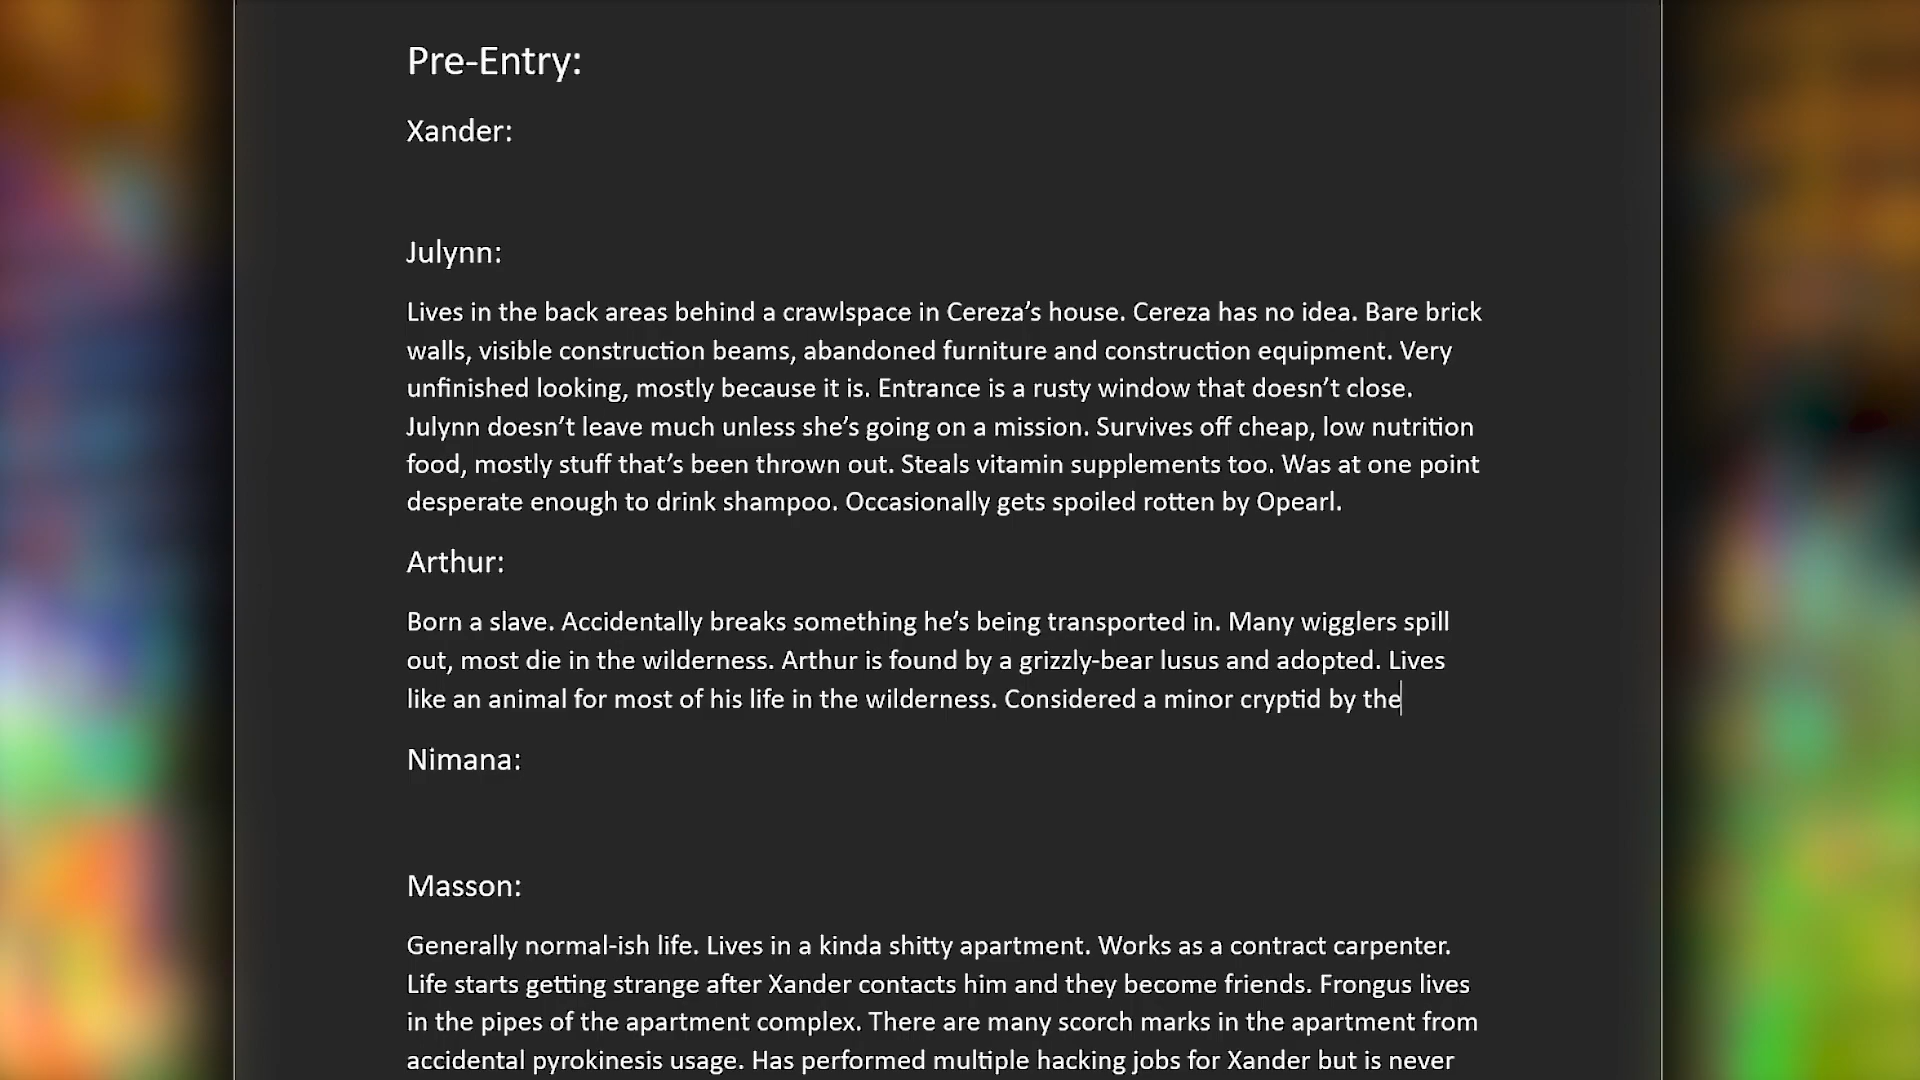 Pre-Entry:
Xander:
Julynn:
Lives in the back areas behind a crawlspace in Cereza’s house. Cereza has no idea. Bare brick
walls, visible construction beams, abandoned furniture and construction equipment. Very
unfinished looking, mostly because it is. Entrance is a rusty window that doesn’t close.
Julynn doesn’t leave much unless she’s going on a mission. Survives off cheap, low nutrition
food, mostly stuff that’s been thrown out. Steals vitamin supplements too. Was at one point
desperate enough to drink shampoo. Occasionally gets spoiled rotten by Opearl.
Arthur:
Born a slave. Accidentally breaks something he’s being transported in. Many wigglers spill
out, most die in the wilderness. Arthur is found by a grizzly-bear lusus and adopted. Lives
like an animal for most of his life in the wilderness. Considered a minor cryptid by the
Nimana:
Masson:
Generally normal-ish life. Lives in a kinda shitty apartment. Works as a contract carpenter.
Life starts getting strange after Xander contacts him and they become friends. Frongus lives
in the pipes of the apartment complex. There are many scorch marks in the apartment from
accidental pyrokinesis usage. Has performed multiple hacking jobs for Xander but is never